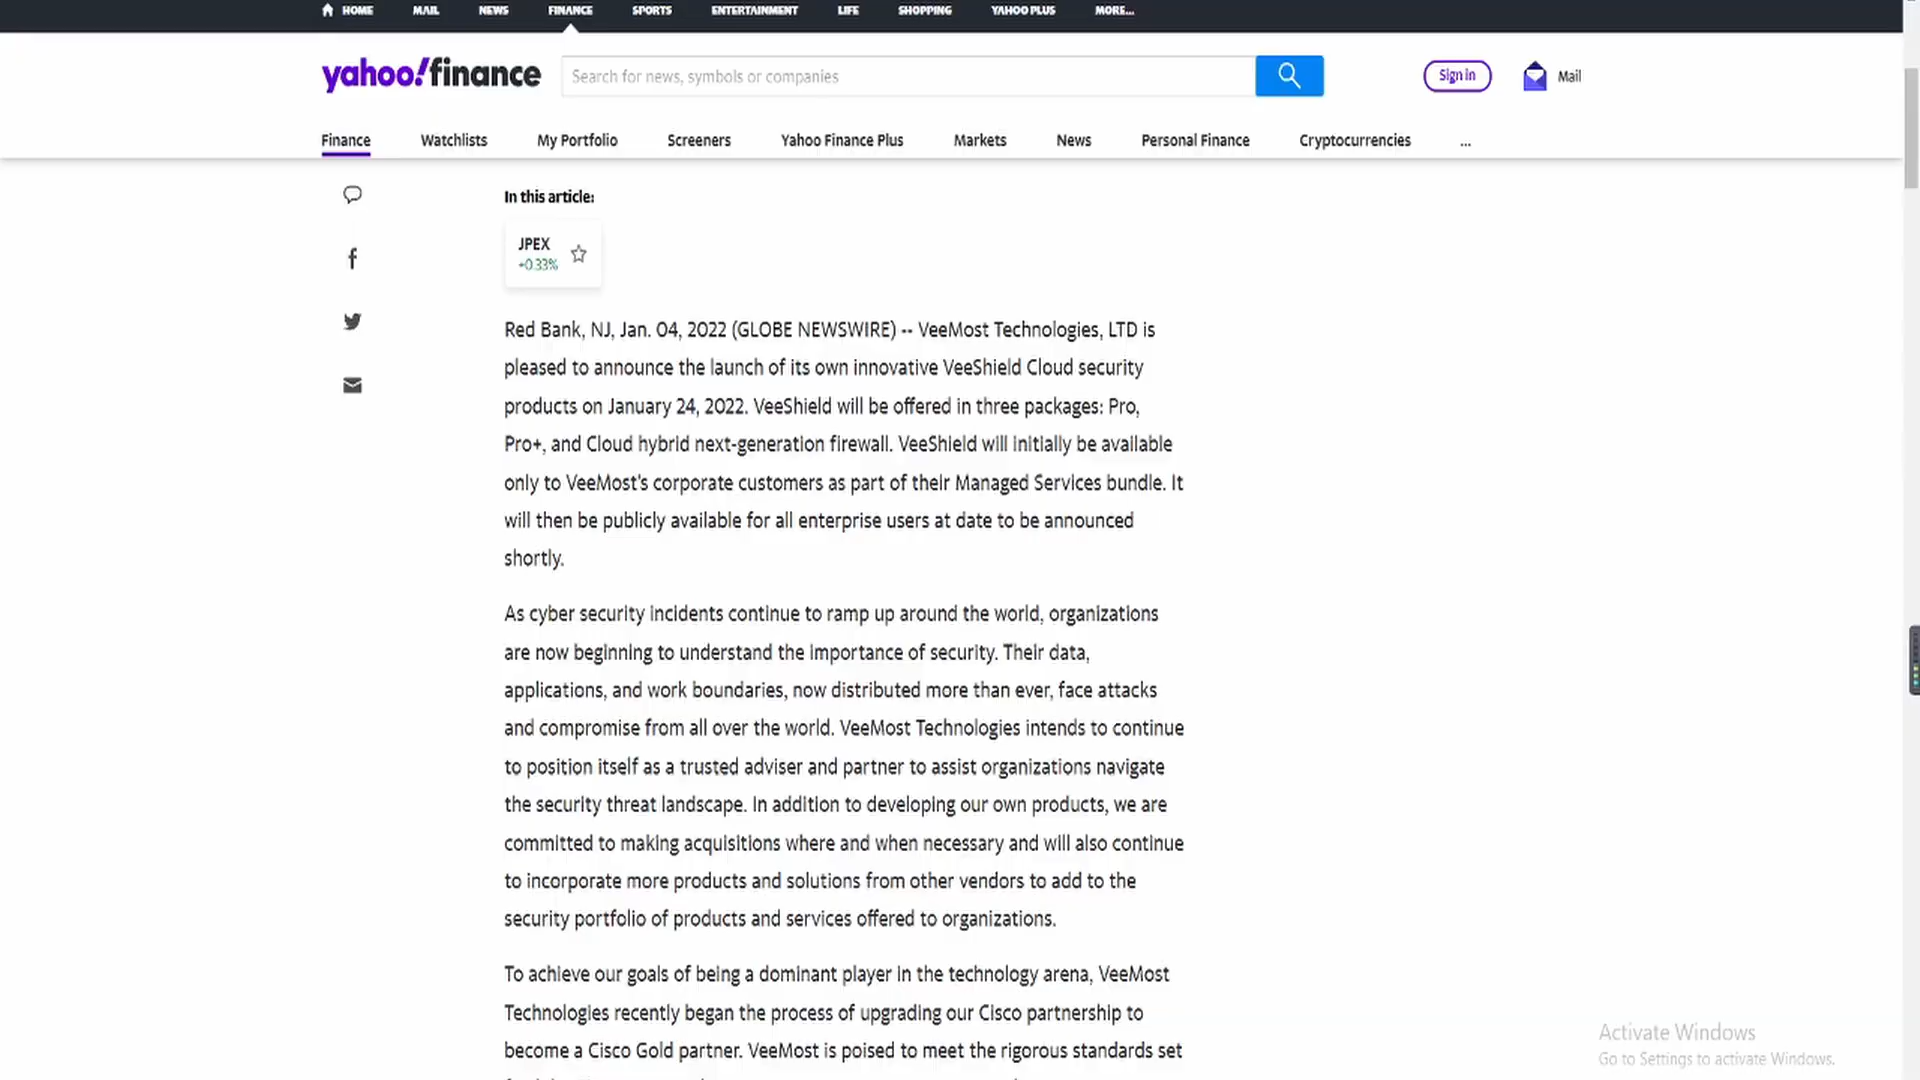 HOME MAIL NEWS FINANCE SPORTS ENTERTAINMENT LIFE SHOPPING YAHOO PLUS MORE...
yahoo!finance Search for news, symbols or companies Sign in Mail
Finance Watchlists My Portfolio Screeners Yahoo Finance Plus Markets News Personal Finance Cryptocurrencies ...
In this article:
JPEX
+0.33%
Red Bank, NJ, Jan. 04, 2022 (GLOBE NEWSWIRE) -- VeeMost Technologies, LTD is
pleased to announce the launch of its own innovative VeeShield Cloud security
products on January 24, 2022. VeeShield will be offered in three packages: Pro,
Pro+, and Cloud hybrid next-generation firewall. VeeShield will initially be available
only to VeeMost's corporate customers as part of their Managed Services bundle. It
will then be publicly available for all enterprise users at date to be announced
shortly.
As cyber security incidents continue to ramp up around the world, organizations
are now beginning to understand the importance of security. Their data,
applications, and work boundaries, now distributed more than ever, face attacks
and compromise from all over the world. VeeMost Technologies intends to continue
to position itself as a trusted adviser and partner to assist organizations navigate
the security threat landscape. In addition to developing our own products, we are
committed to making acquisitions where and when necessary and will also continue
to incorporate more products and solutions from other vendors to add to the
security portfolio of products and services offered to organizations.
To achieve our goals of being a dominant player in the technology arena, VeeMost
Technologies recently began the process of upgrading our Cisco partnership to
become a Cisco Gold partner. VeeMost is poised to meet the rigorous standards set
Activate Windows
Go to Settings to activate Windows.